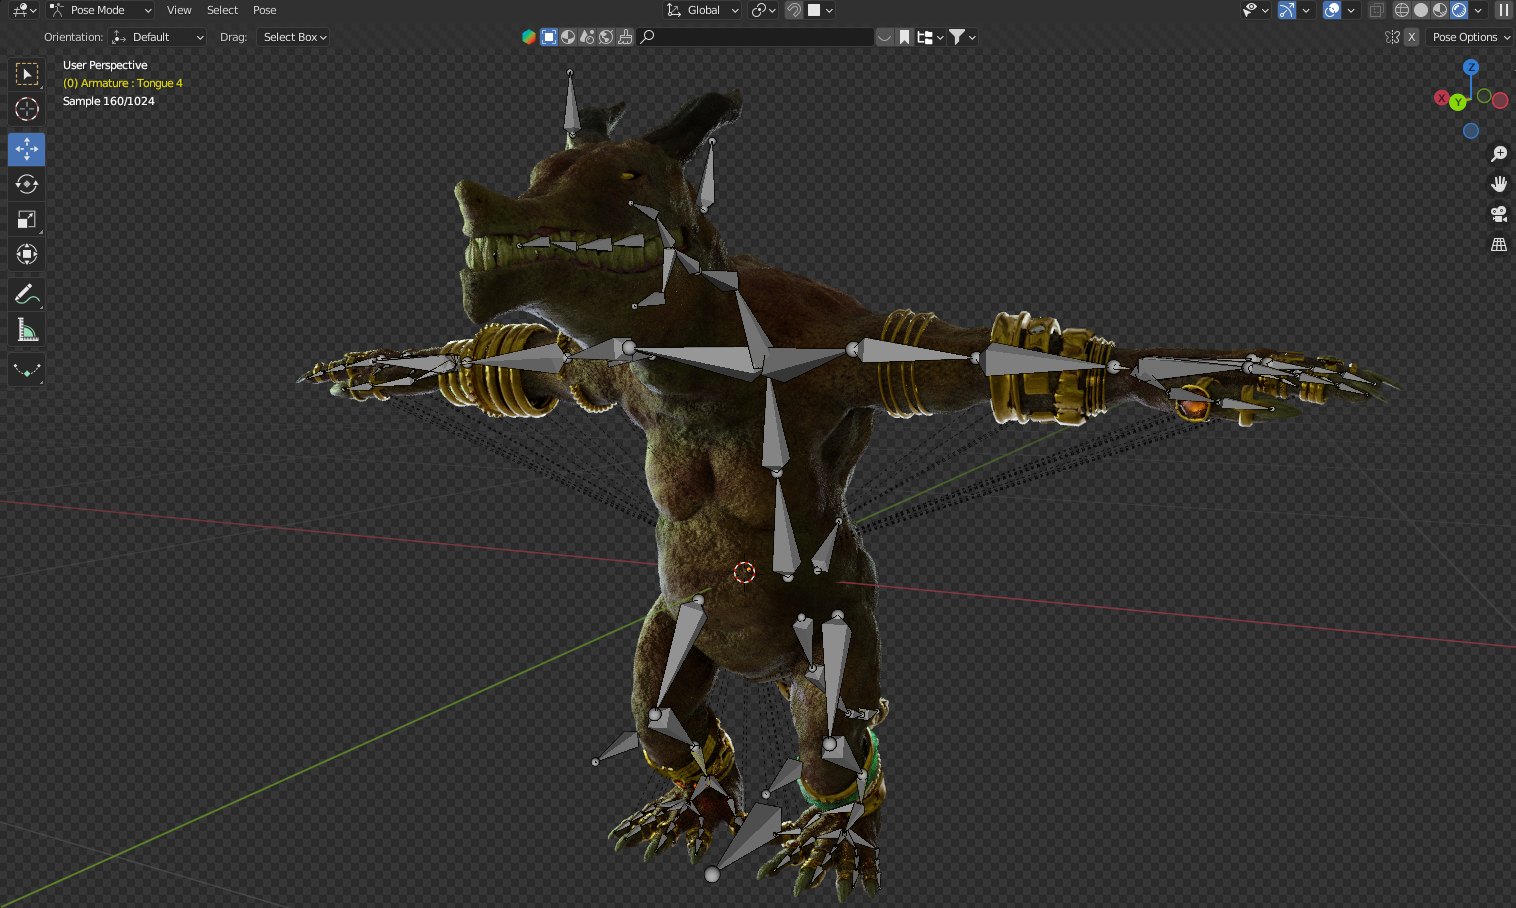 Pose Mode View Select Pose Global
Orientation: Default Drag: Select Box X Pose Options
User Perspective
(0) Armature : Tongue 4
Sample 160/1024
Z
X
Y